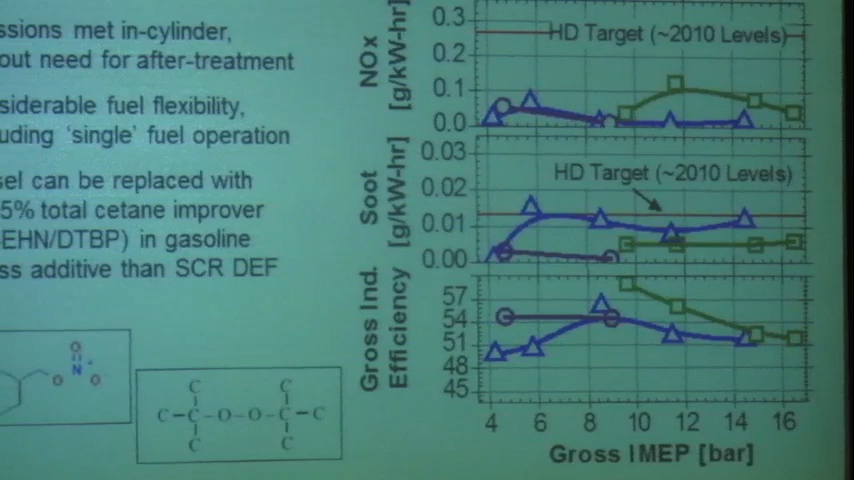 ssions met in-cylinder,
out need for after-treatment
siderable fuel flexibility,
uding 'single' fuel operation
sel can be replaced with
5% total cetane improver
EHN/DTBP) in gasoline
ss additive than SCR DEF
O
N
O
O
C C
C-C-O-O-C-C
C C
NOx
[g/kW-hr]
0.3
0.2
0.1
0.0
HD Target (~2010 Levels)
Soot
[g/kW-hr]
0.03
0.02
0.01
0.00
HD Target (~2010 Levels)
Gross Ind.
Efficiency
57
54
51
48
45
4 6 8 10 12 14 16
Gross IMEP [bar]